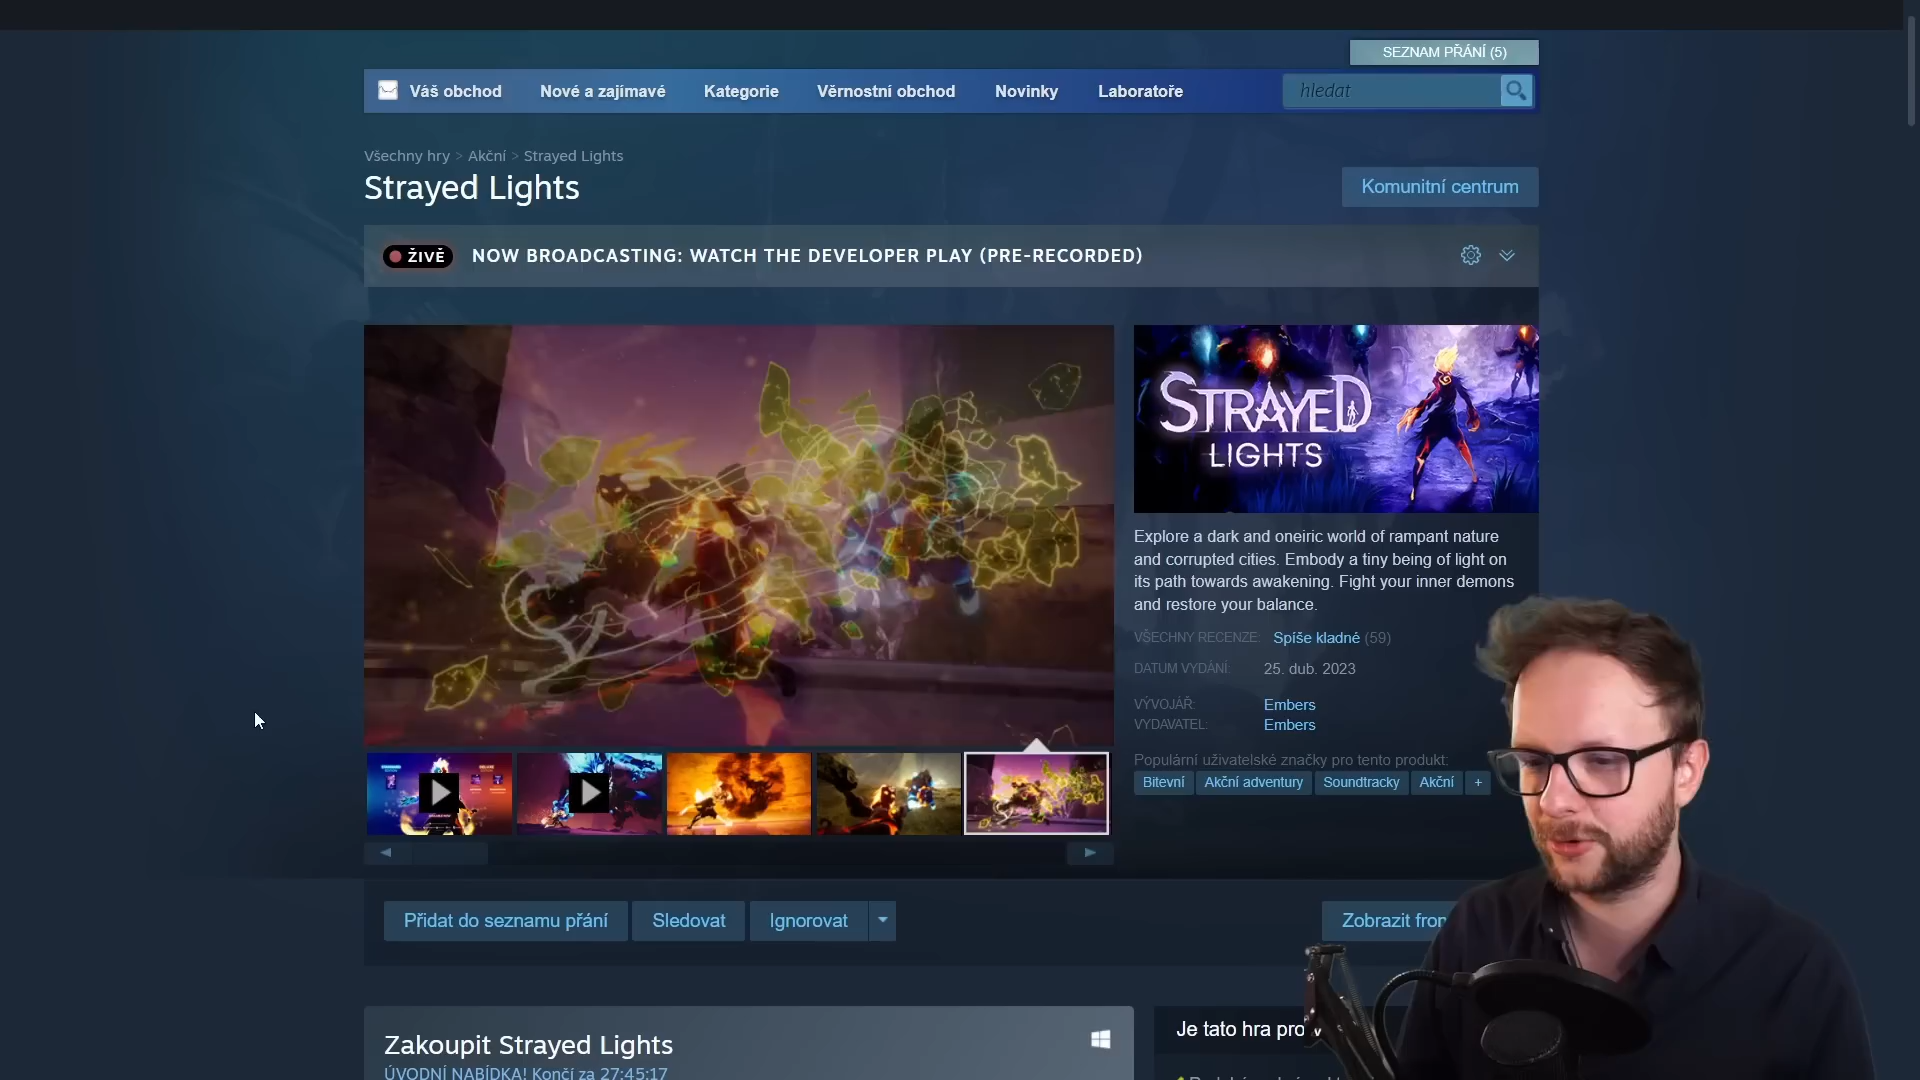 SEZNAM PŘÁNÍ (5)
Váš obchod
Nové a zajímavé
Kategorie
Věrnostní obchod
Novinky
Laboratoře
hledat
Všechny hry > Akční > Strayed Lights
Strayed Lights
Komunitní centrum
ŽIVĚ
NOW BROADCASTING: WATCH THE DEVELOPER PLAY (PRE-RECORDED)
STRAYED
LIGHTS
Explore a dark and oneiric world of rampant nature
and corrupted cities. Embody a tiny being of light on
its path towards awakening. Fight your inner demons
and restore your balance.
VŠECHNY RECENZE: Spíše kladné (59)
DATUM VYDÁNÍ: 25. dub. 2023
VÝVOJÁŘ: Embers
VYDAVATEL: Embers
Populární uživatelské značky pro tento produkt:
Bitevní
Akční adventury
Soundtracky
Akční
+
Přidat do seznamu přání
Sledovat
Ignorovat
Zobrazit
Zakoupit Strayed Lights
Je tato hra pro
ÚVODNÍ NABÍDKA! Končí za 27:45:17